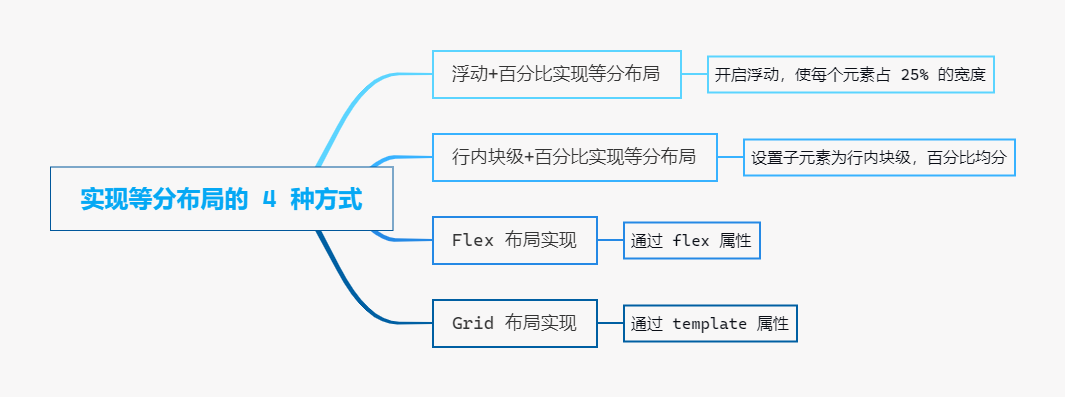 实现等分布局的 4 种方式
浮动+百分比实现等分布局
开启浮动，使每个元素占 25% 的宽度
行内块级+百分比实现等分布局
设置子元素为行内块级，百分比均分
Flex 布局实现
通过 flex 属性
Grid 布局实现
通过 template 属性